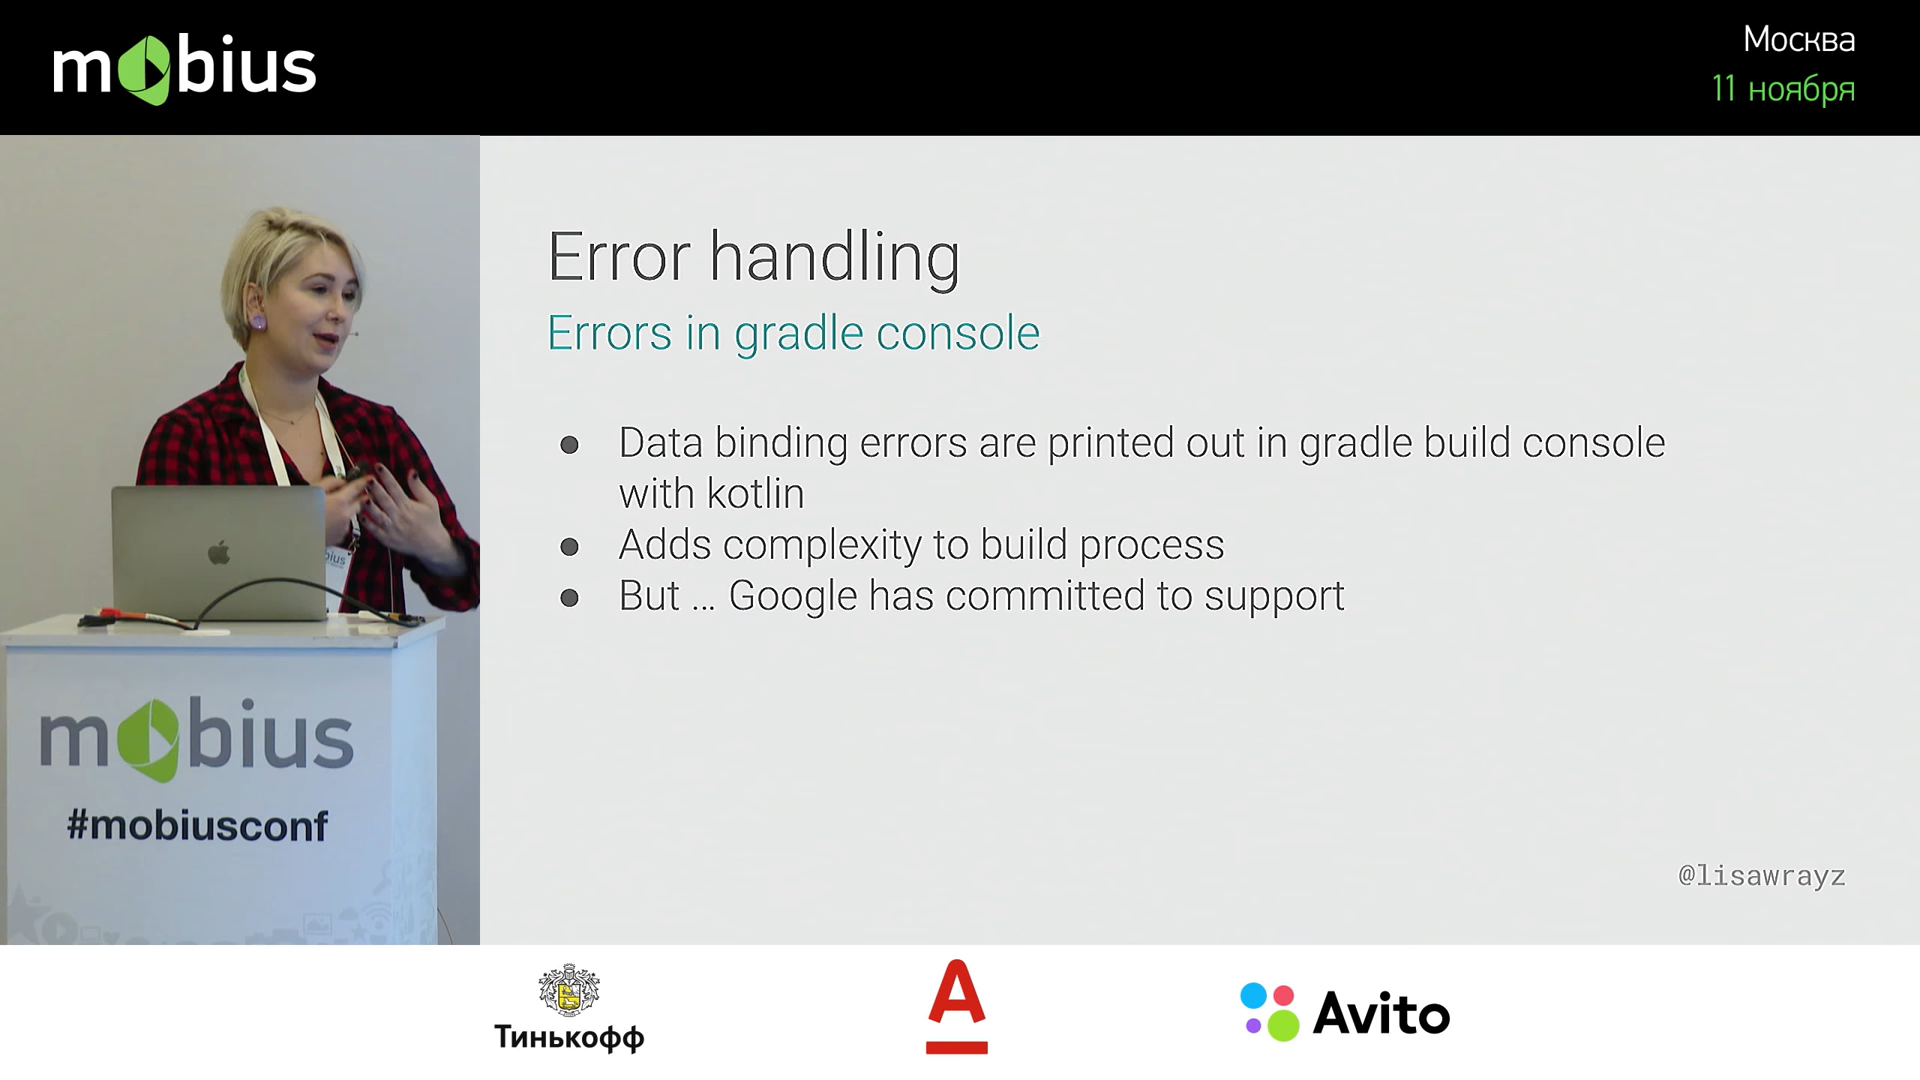 mobius
Москва
11 ноября
Error handling
Errors in gradle console
● Data binding errors are printed out in gradle build console
with kotlin
● Adds complexity to build process
● But ... Google has committed to support
@lisawrayz
bius
mobius
#mobiusconf
Тинькофф
А
Avito